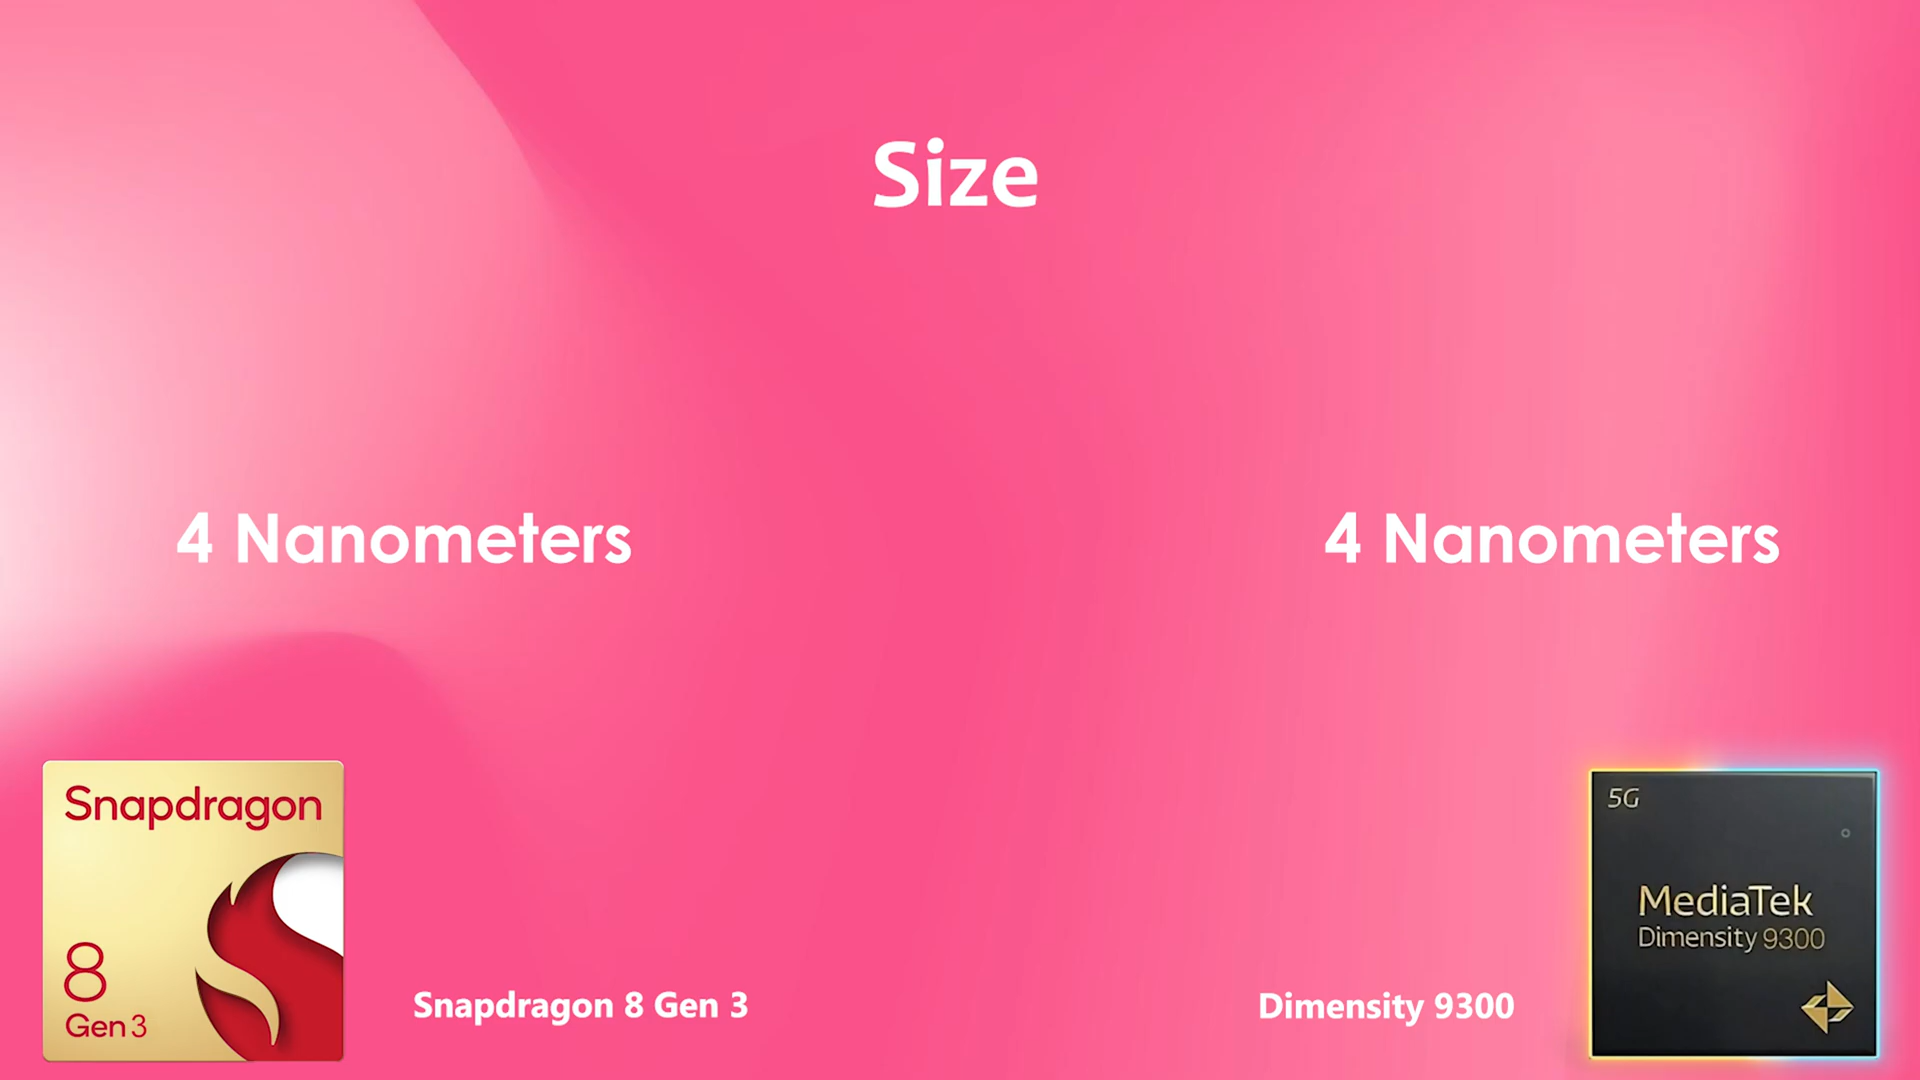 Size
4 Nanometers
4 Nanometers
Snapdragon
8
Gen 3
Snapdragon 8 Gen 3
Dimensity 9300
5G
MediaTek
Dimensity 9300